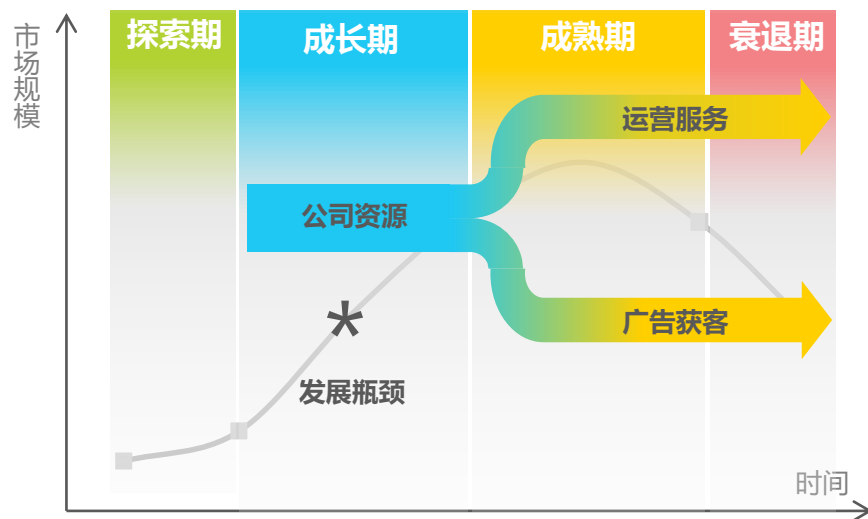 市场规模
探索期
成长期
成熟期
衰退期
运营服务
公司资源
广告获客
*
发展瓶颈
时间